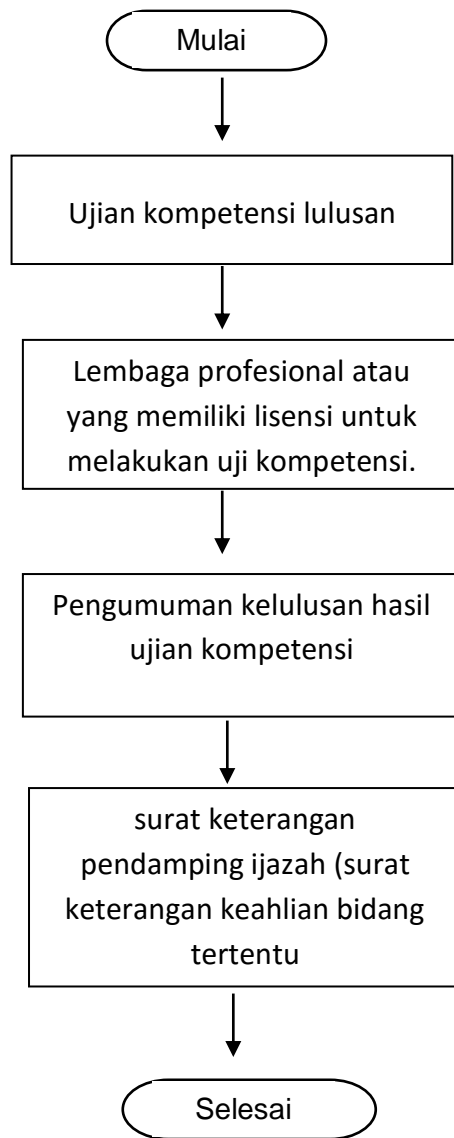 Mulai
Ujian kompetensi lulusan
Lembaga profesional atau
yang memiliki lisensi untuk
melakukan uji kompetensi.
Pengumuman kelulusan hasil
ujian kompetensi
surat keterangan
pendamping ijazah (surat
keterangan keahlian bidang
tertentu
Selesai